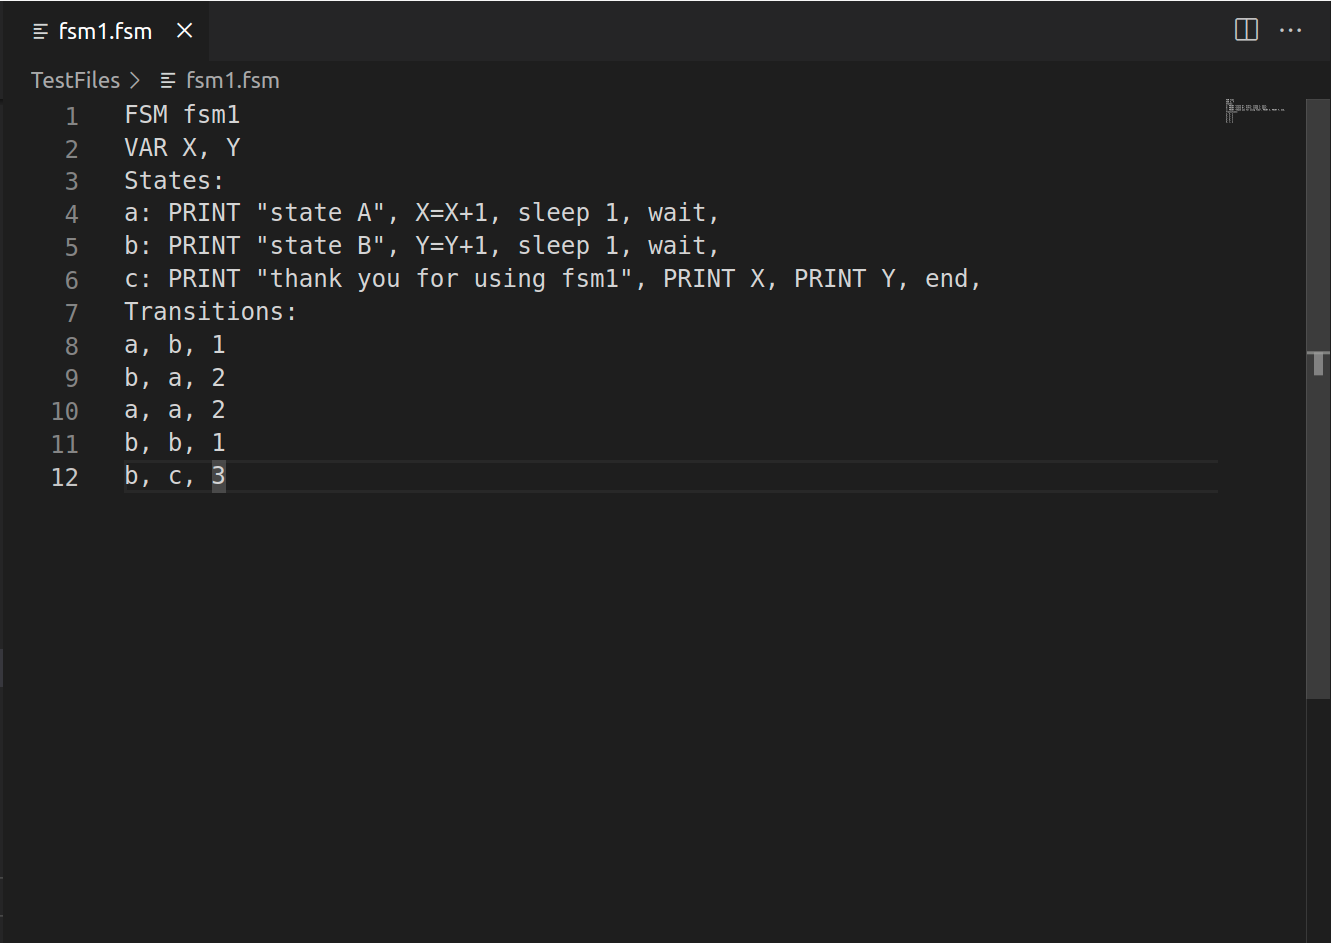 fsm1.fsm
TestFiles > fsm1.fsm
1 FSM fsm1
2 VAR X, Y
3 States:
4 a: PRINT "state A", X=X+1, sleep 1, wait,
5 b: PRINT "state B", Y=Y+1, sleep 1, wait,
6 c: PRINT "thank you for using fsm1", PRINT X, PRINT Y, end,
7 Transitions:
8 a, b, 1
9 b, a, 2
10 a, a, 2
11 b, b, 1
12 b, c, 3